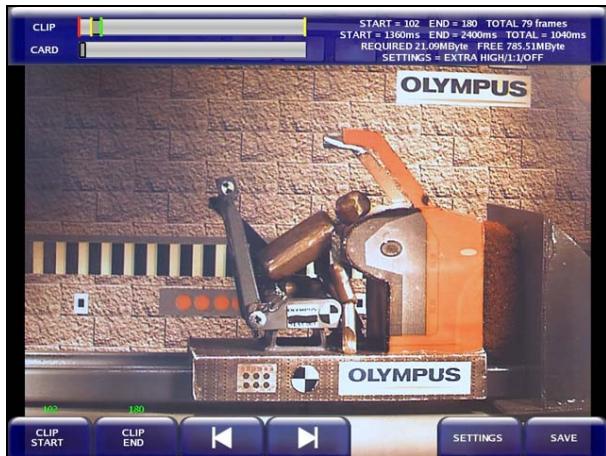 CLIP
START = 102 END = 180 TOTAL 79 frames
START = 1360ms END = 2400ms TOTAL = 1040ms
CARD
REQUIRED 21.09MByte FREE 785.51MByte
SETTINGS = EXTRA HIGH/1:1/OFF
OLYMPUS
OLYMPUS
102
180
CLIP START
CLIP END
SETTINGS
SAVE